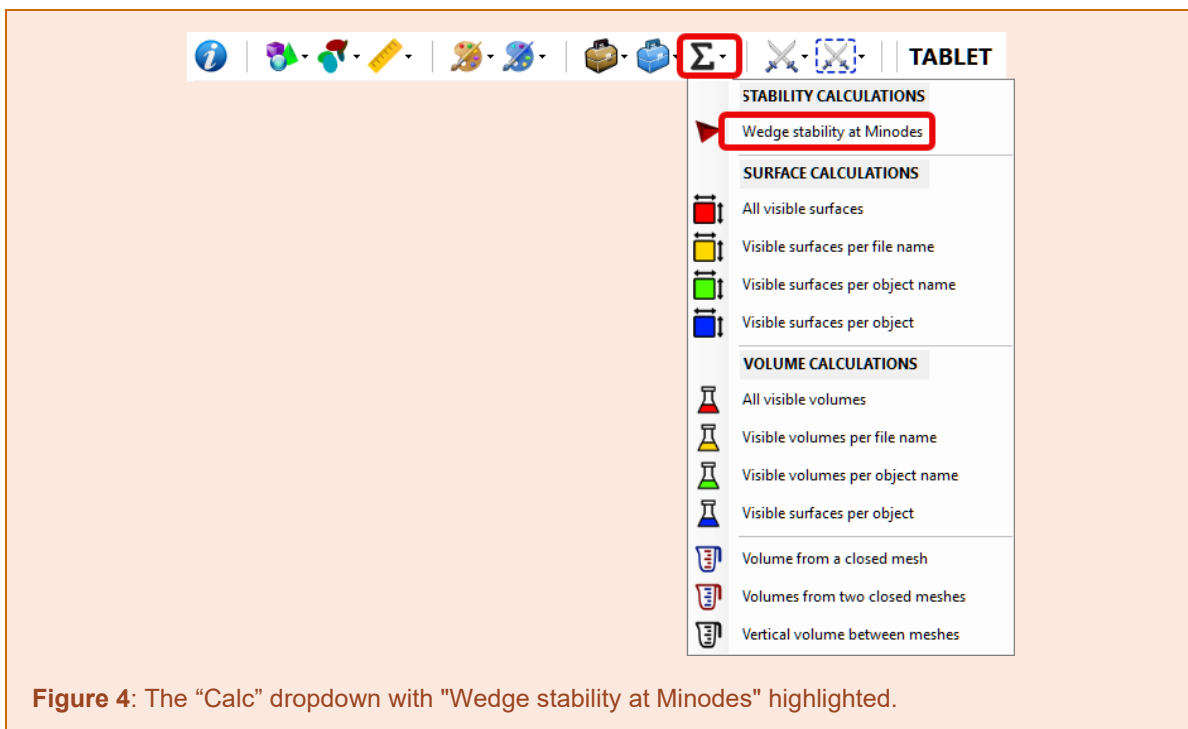 TABLET
STABILITY CALCULATIONS
Wedge stability at Minodes
SURFACE CALCULATIONS
All visible surfaces
Visible surfaces per file name
Visible surfaces per object name
Visible surfaces per object
VOLUME CALCULATIONS
All visible volumes
Visible volumes per file name
Visible volumes per object name
Visible surfaces per object
Volume from a closed mesh
Volumes from two closed meshes
Vertical volume between meshes
Figure 4: The “Calc” dropdown with "Wedge stability at Minodes" highlighted.